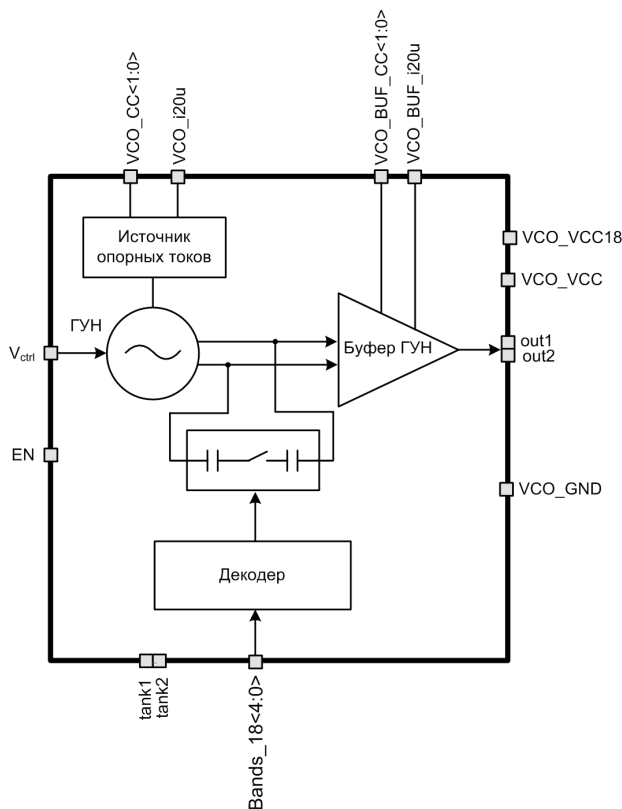 VCO_CC<1:0>
VCO_i20u
VCO_BUF_CC<1:0>
VCO_BUF_i20u
Источник
опорных токов
VCO_VCC18
VCO_VCC
ГУН
Vctrl
Буфер ГУН
out1
out2
EN
VCO_GND
Декодер
tank1
tank2
Bands_18<4:0>